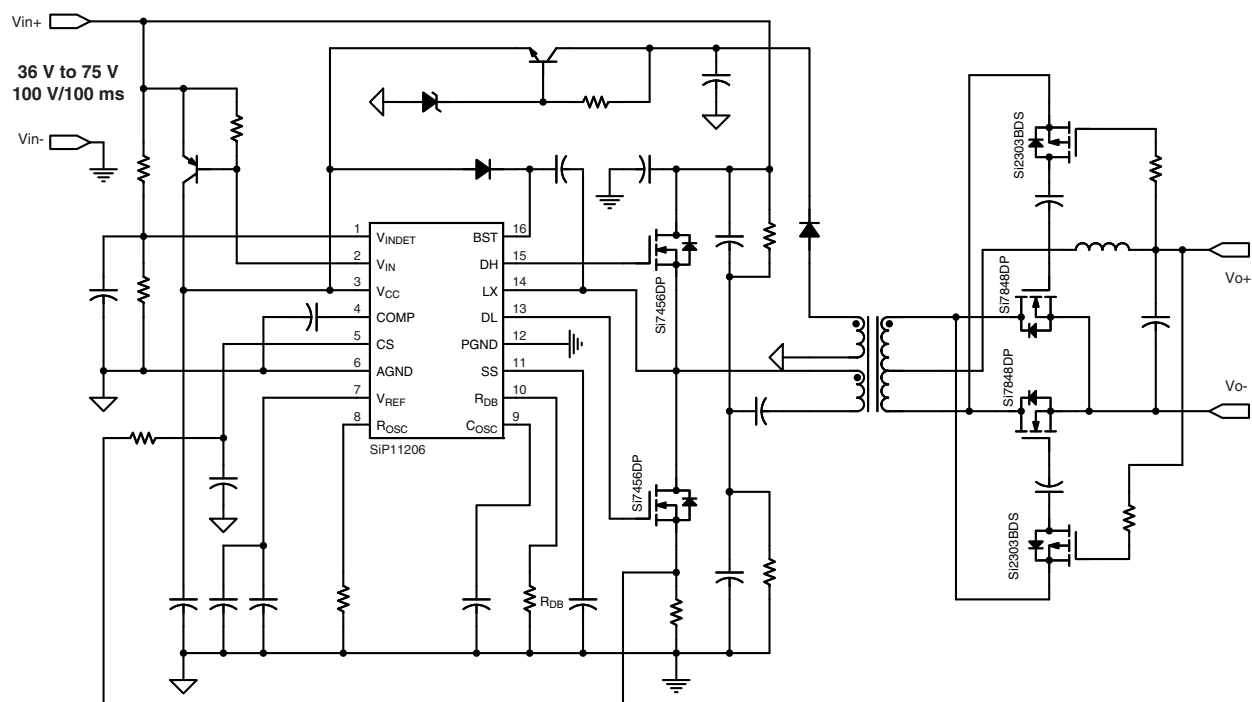 Vin+
36 V to 75 V
100 V/100 ms
Vin-
1 VINDET
2 VIN
3 VCC
4 COMP
5 CS
6 AGND
7 VREF
8 ROSC
BST 16
DH 15
LX 14
DL 13
PGND 12
SS 11
RDB 10
COSC 9
SiP11206
RDB
Si7456DP
Si7456DP
Si2303BDS
Si7848DP
Si7848DP
Si2303BDS
Vo+
Vo-